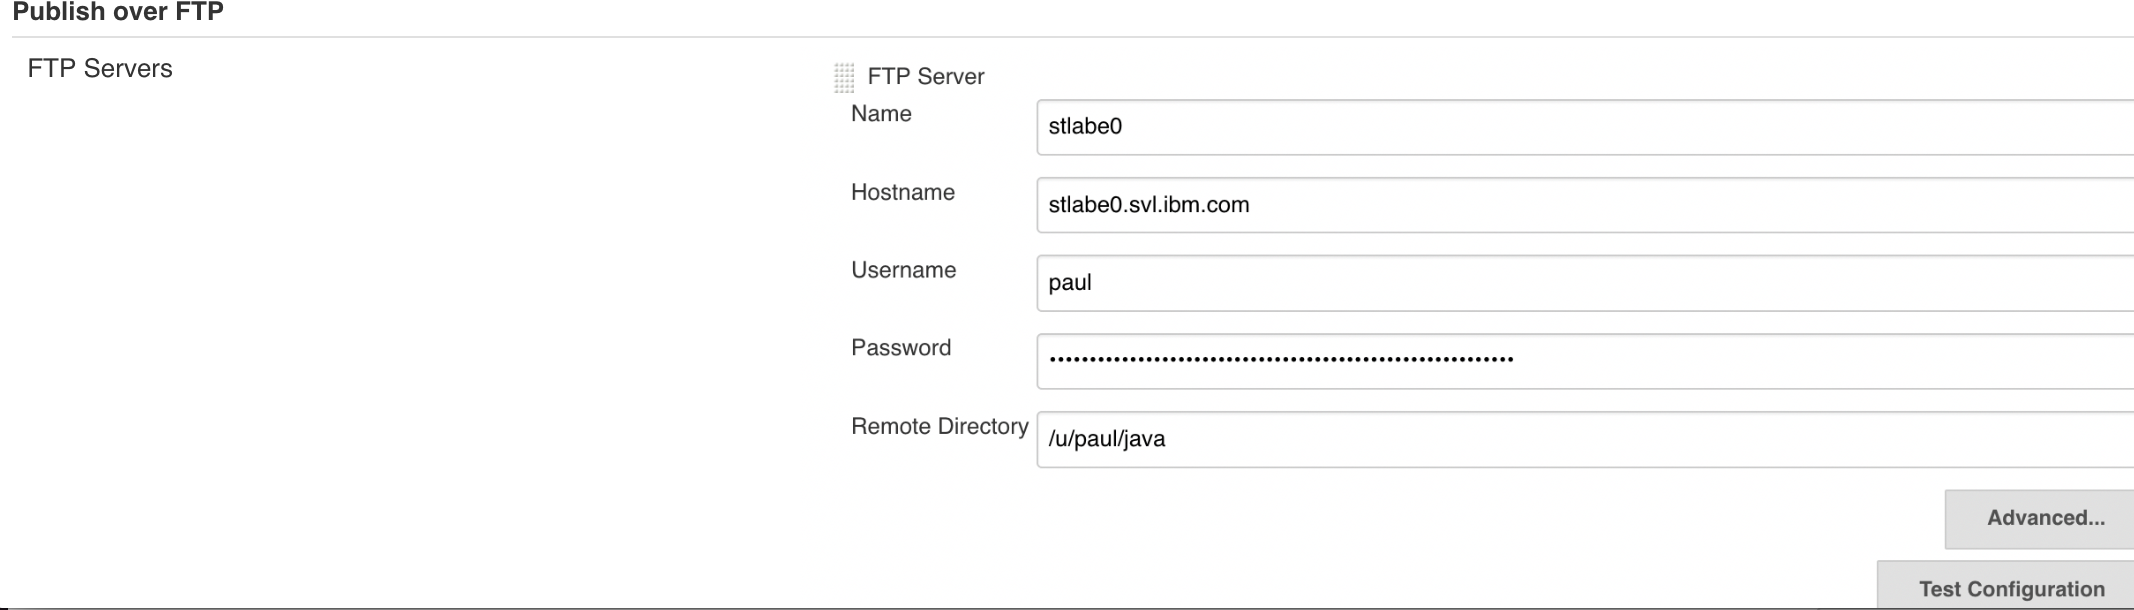 Publish over FTP
FTP Servers
FTP Server
Name
stlabe0
Hostname
stlabe0.svl.ibm.com
Username
paul
Password
Remote Directory
/u/paul/java
Advanced...
Test Configuration